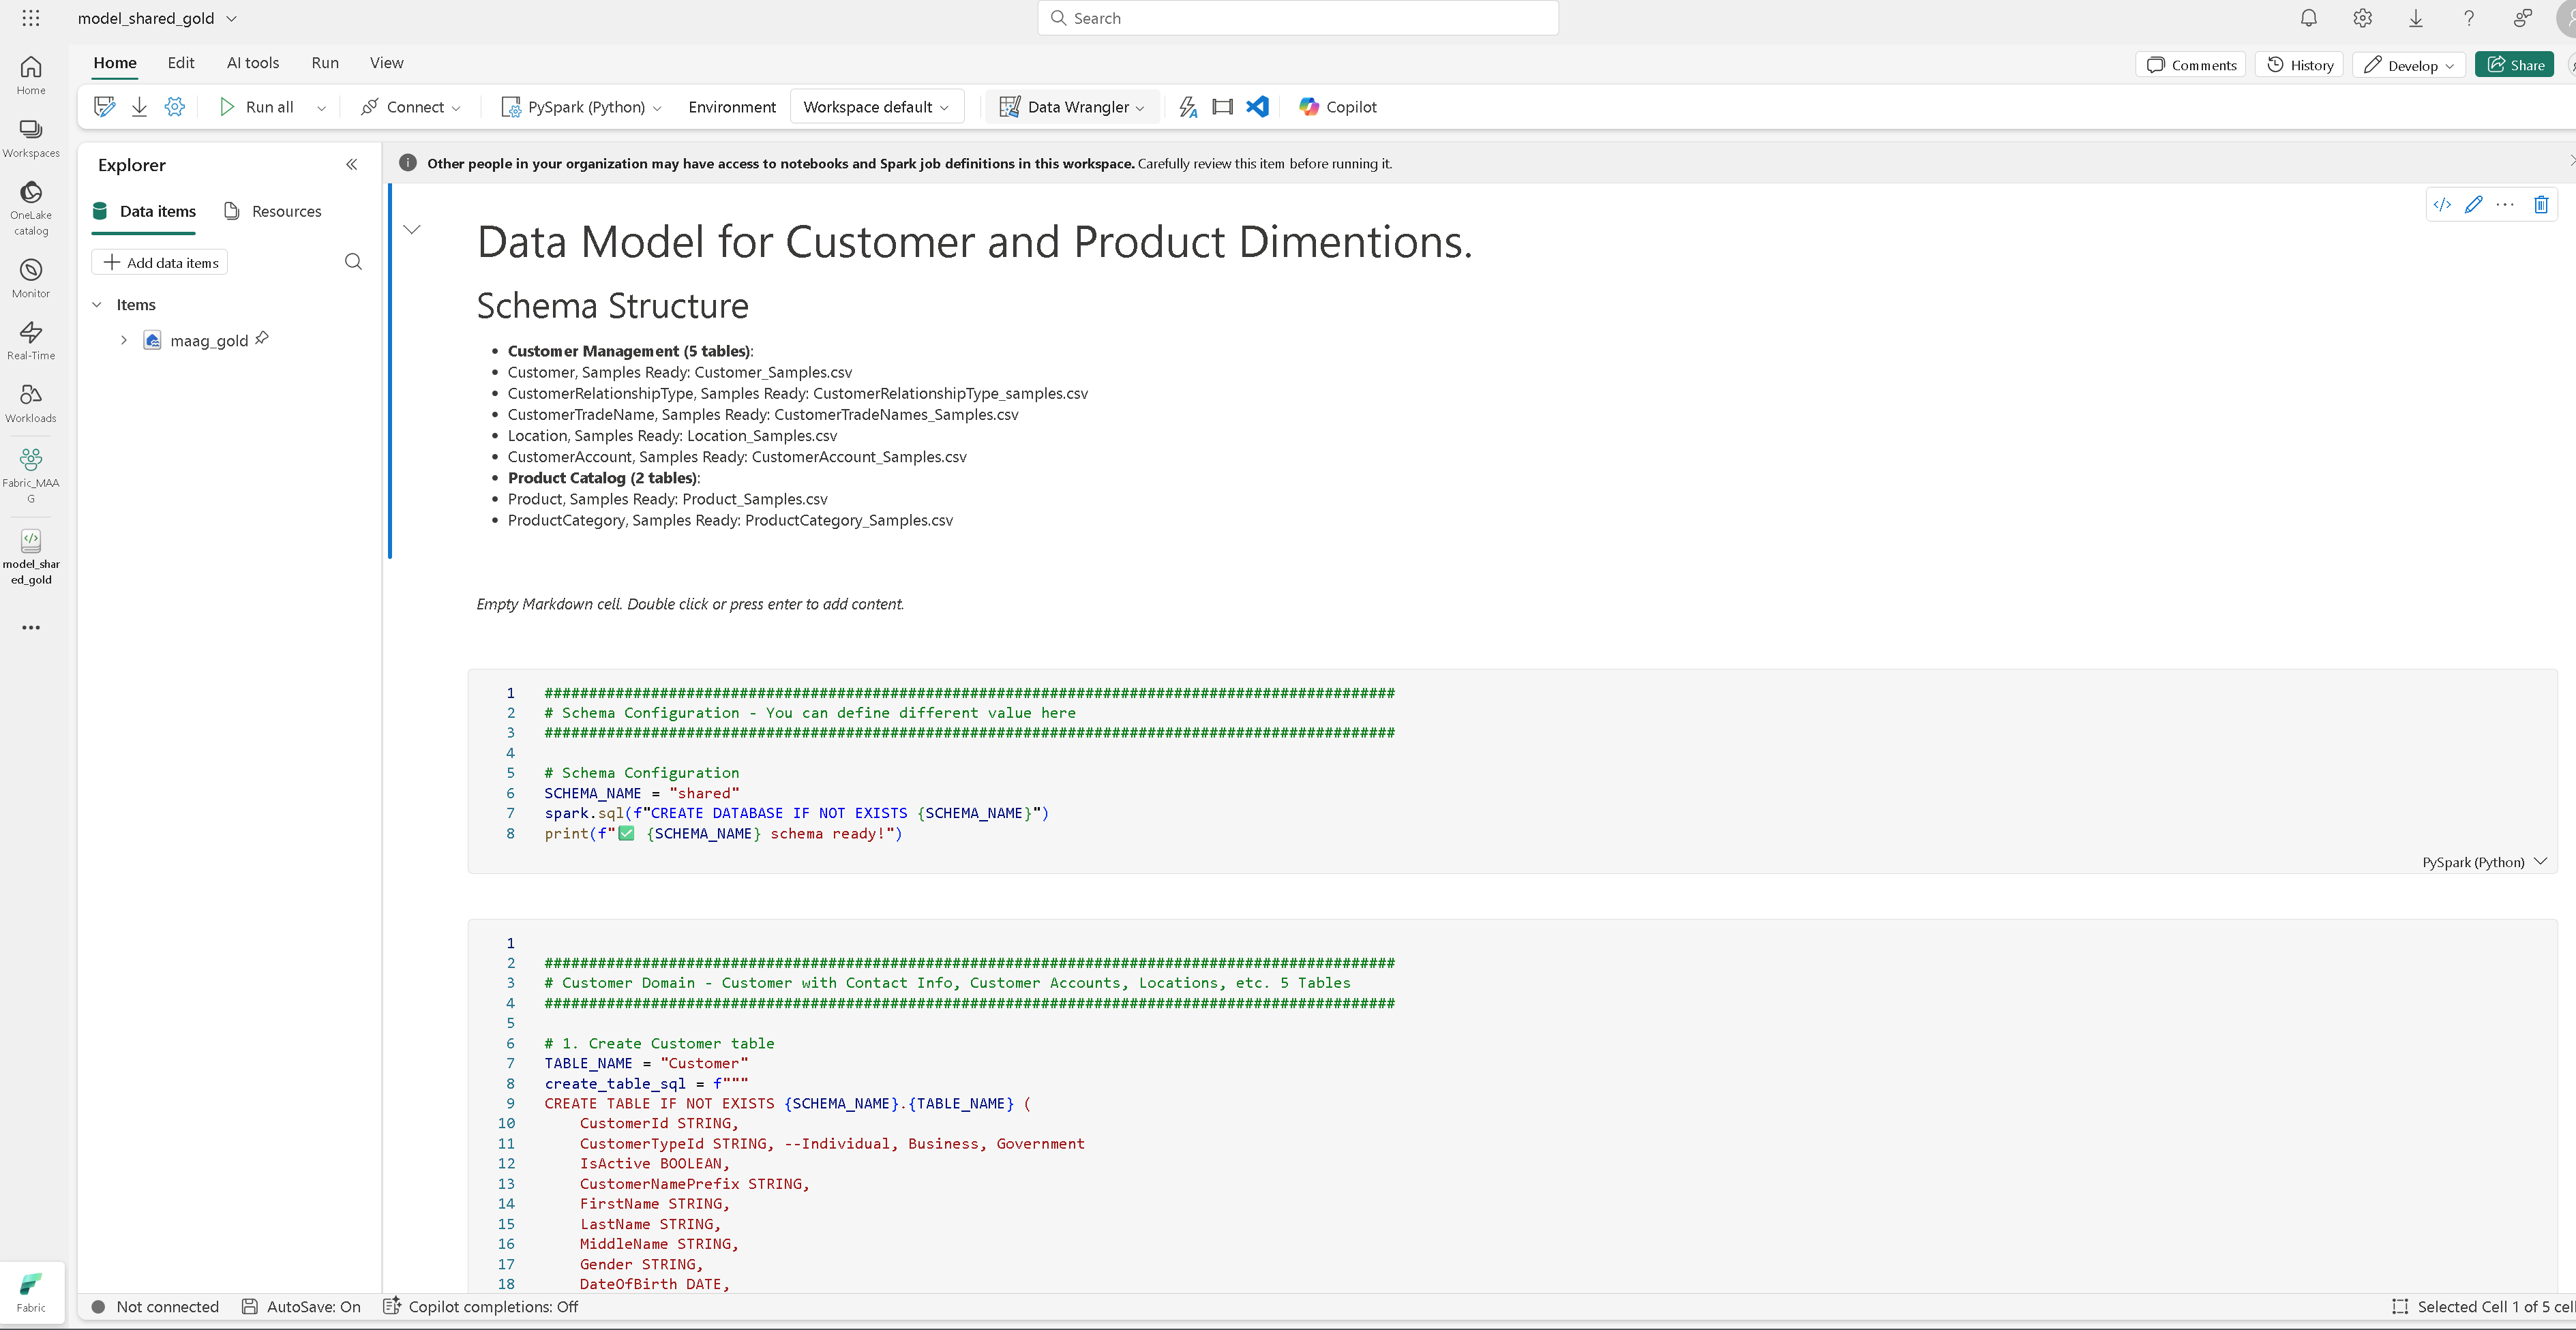 model_shared_gold
Search
Home Edit AI tools Run View
Comments History Develop Share
Run all Connect PySpark (Python) Environment Workspace default Data Wrangler Copilot
Home
Workspaces
OneLake
catalog
Monitor
Real-Time
Workloads
Fabric_MAA
G
model_shar
ed_gold
Fabric
Explorer
Data items Resources
Add data items
Items
maag_gold
Other people in your organization may have access to notebooks and Spark job definitions in this workspace. Carefully review this item before running it.
Data Model for Customer and Product Dimentions.
Schema Structure
• Customer Management (5 tables):
• Customer, Samples Ready: Customer_Samples.csv
• CustomerRelationshipType, Samples Ready: CustomerRelationshipType_samples.csv
• CustomerTradeName, Samples Ready: CustomerTradeNames_Samples.csv
• Location, Samples Ready: Location_Samples.csv
• CustomerAccount, Samples Ready: CustomerAccount_Samples.csv
• Product Catalog (2 tables):
• Product, Samples Ready: Product_Samples.csv
• ProductCategory, Samples Ready: ProductCategory_Samples.csv
Empty Markdown cell. Double click or press enter to add content.
1 ################################################################################################
2 # Schema Configuration - You can define different value here
3 ################################################################################################
4
5 # Schema Configuration
6 SCHEMA_NAME = "shared"
7 spark.sql(f"CREATE DATABASE IF NOT EXISTS {SCHEMA_NAME}")
8 print(f"✅ {SCHEMA_NAME} schema ready!")
PySpark (Python)
1
2 ################################################################################################
3 # Customer Domain - Customer with Contact Info, Customer Accounts, Locations, etc. 5 Tables
4 ################################################################################################
5
6 # 1. Create Customer table
7 TABLE_NAME = "Customer"
8 create_table_sql = f"""
9 CREATE TABLE IF NOT EXISTS {SCHEMA_NAME}.{TABLE_NAME} (
10 CustomerId STRING,
11 CustomerTypeId STRING, --Individual, Business, Government
12 IsActive BOOLEAN,
13 CustomerNamePrefix STRING,
14 FirstName STRING,
15 LastName STRING,
16 MiddleName STRING,
17 Gender STRING,
18 DateOfBirth DATE,
Not connected AutoSave: On Copilot completions: Off
Selected Cell 1 of 5 cell